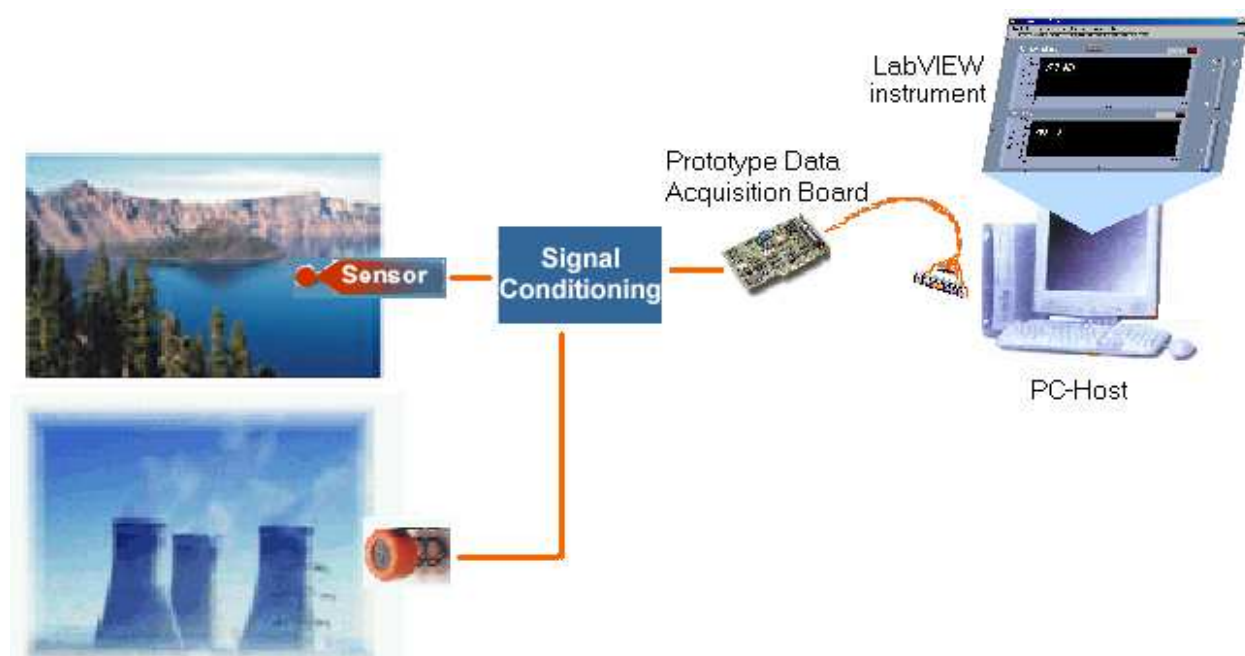 LabVIEW
instrument
Prototype Data
Acquisition Board
Sensor
Signal
Conditioning
PC-Host